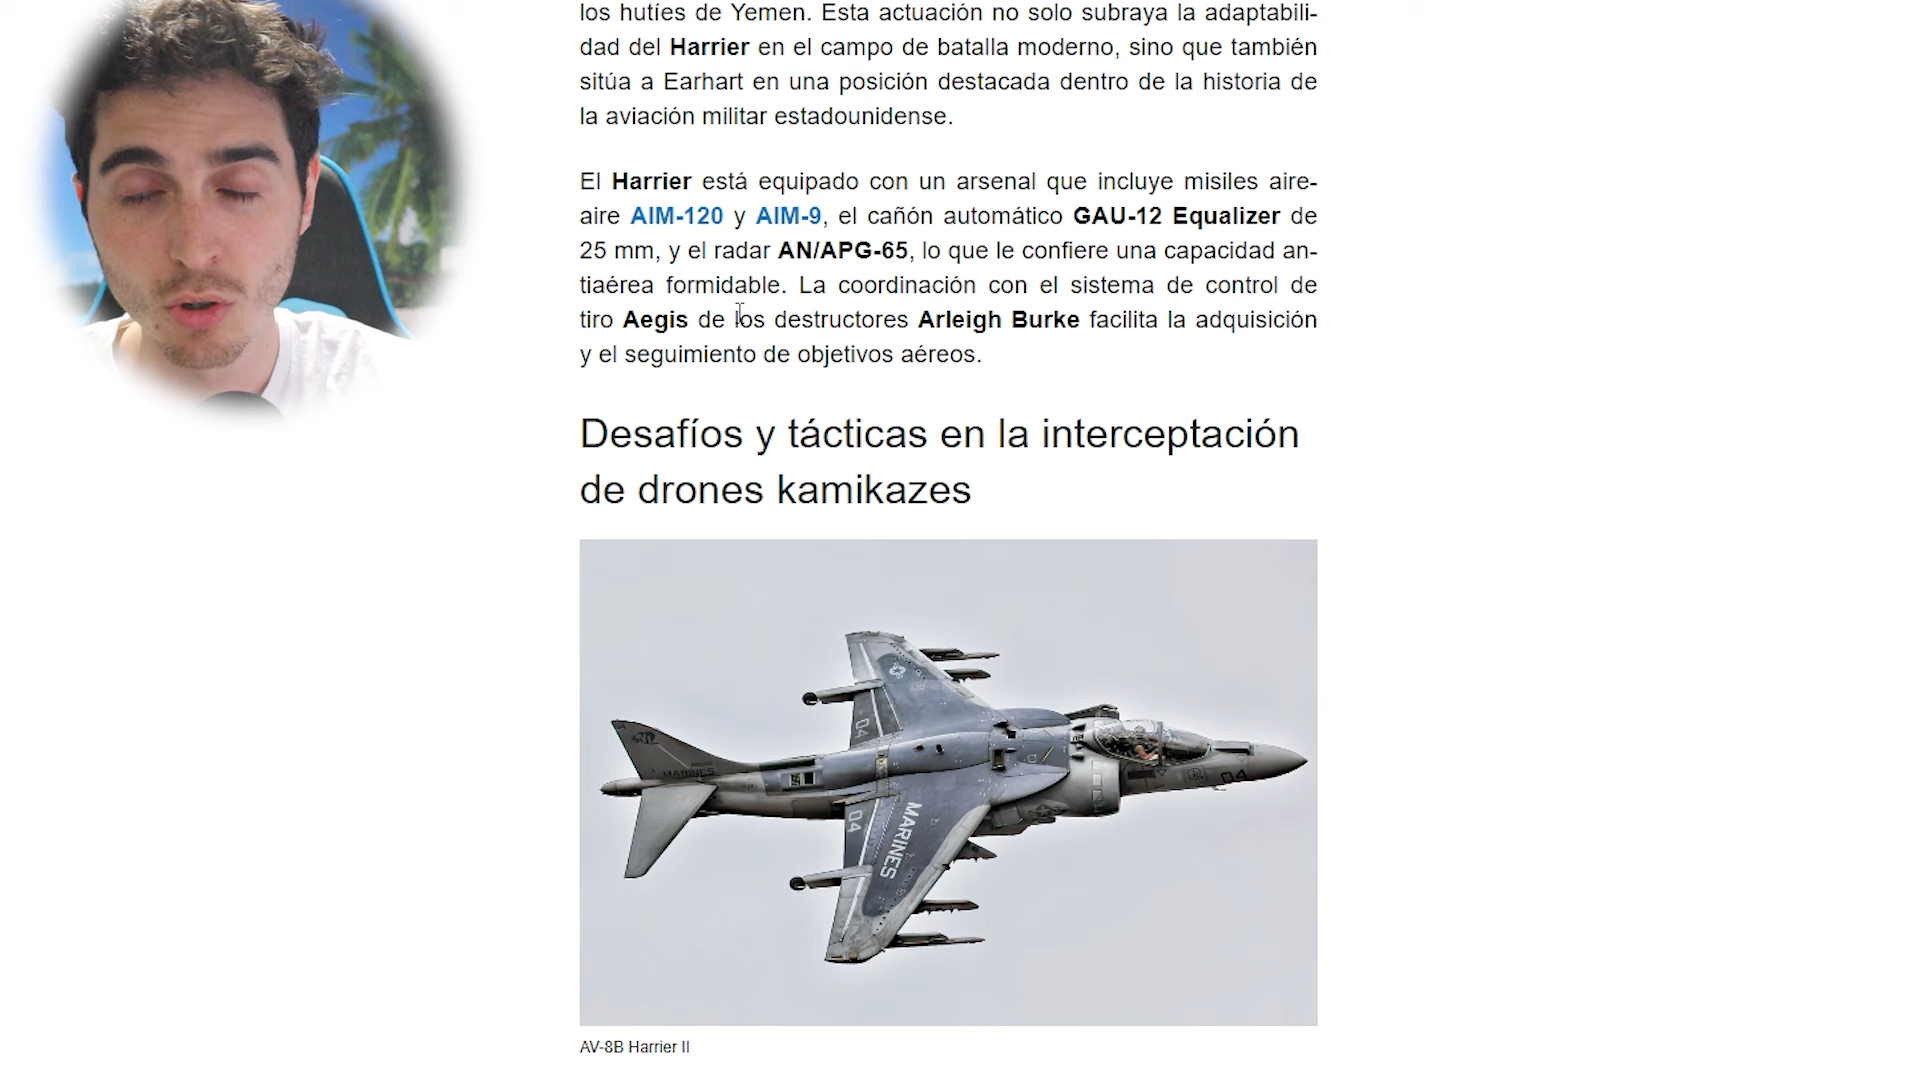 los hutíes de Yemen. Esta actuación no solo subraya la adaptabili-
dad del Harrier en el campo de batalla moderno, sino que también
sitúa a Earhart en una posición destacada dentro de la historia de
la aviación militar estadounidense.
El Harrier está equipado con un arsenal que incluye misiles aire-
aire AIM-120 y AIM-9, el cañón automático GAU-12 Equalizer de
25 mm, y el radar AN/APG-65, lo que le confiere una capacidad an-
tiaérea formidable. La coordinación con el sistema de control de
tiro Aegis de los destructores Arleigh Burke facilita la adquisición
y el seguimiento de objetivos aéreos.
Desafíos y tácticas en la interceptación
de drones kamikazes
04
MARINES
04
04
MARINES
AV-8B Harrier II